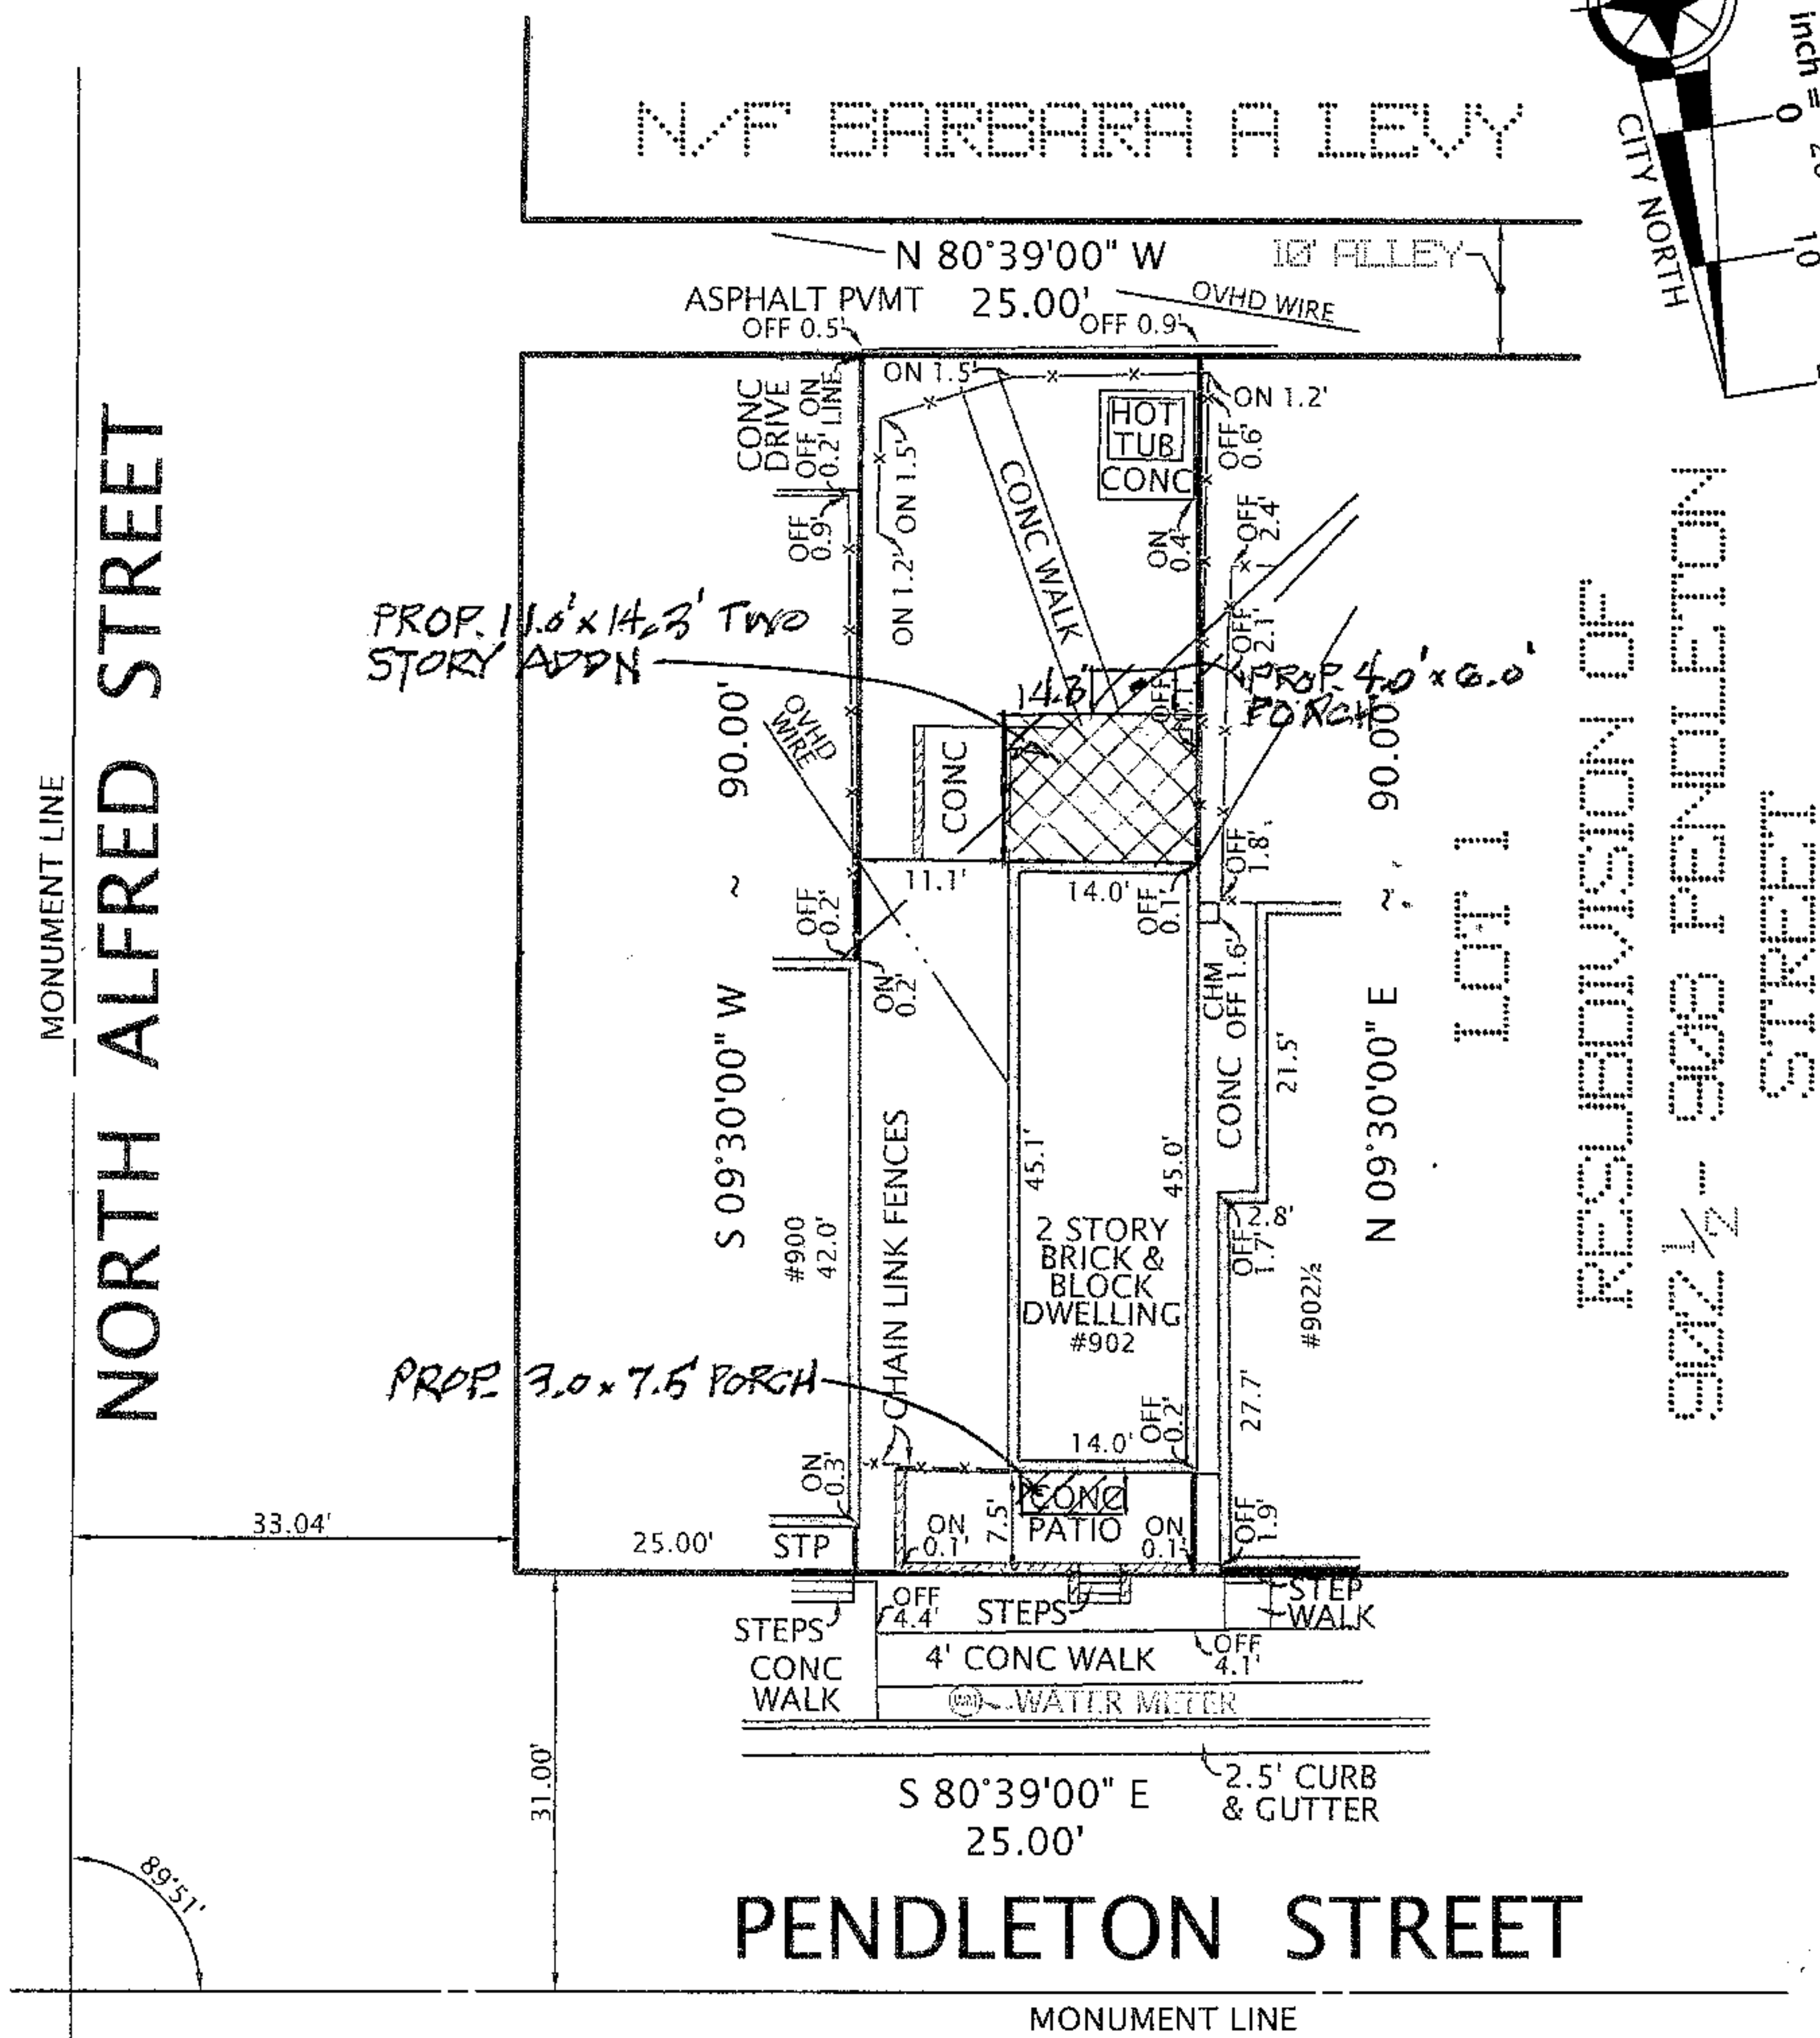 inch = 20
0
10
CITY NORTH
N/F BARBARA A LEVY
N 80°39'00" W
25.00'
10' ALLEY
ASPHALT PVMT
OVHD WIRE
OFF 0.5'
OFF 0.9'
ON 1.5'
CONC
DRIVE
OFF ON
0.2' LINE
HOT
TUB
CONC
ON 1.2'
OFF
0.6'
ON 1.5'
OFF
0.9'
ON 1.2'
CONC WALK
ON
0.4'
OFF
2.4'
OFF
2.1'
PROP. 11.0' x 14.3' TWO
STORY ADDN
14.3'
OFF
0.1'
PROP. 4.0' x 6.0'
PORCH
OVHD
WIRE
CONC
S 09°30'00" W ~ 90.00'
N 09°30'00" E ~ 90.00'
11.1'
14.0'
OFF
0.1'
OFF
1.8'
OFF
0.2'
ON
0.2'
CHM
OFF 1.6'
CONC
21.5'
45.1'
45.0'
2.8'
OFF
1.7'
#900
42.0'
CHAIN LINK FENCES
2 STORY
BRICK &
BLOCK
DWELLING
#902
#902½
27.7'
PROP. 3.0 x 7.5 PORCH
14.0'
OFF
0.2'
ON
0.3'
CONC
PATIO
7.5'
ON
0.1'
ON
0.1'
OFF
1.9'
33.04'
25.00'
STP
STEPS
CONC
WALK
OFF
4.4'
STEPS
STEP
WALK
4' CONC WALK
OFF
4.1'
WM
WATER METER
2.5' CURB
& GUTTER
S 80°39'00" E
25.00'
31.00'
89°51'
PENDLETON STREET
MONUMENT LINE
NORTH ALFRED STREET
MONUMENT LINE
LOT 1
RESUBDIVISION OF
902 1/2 - 906 PENDLETON
STREET